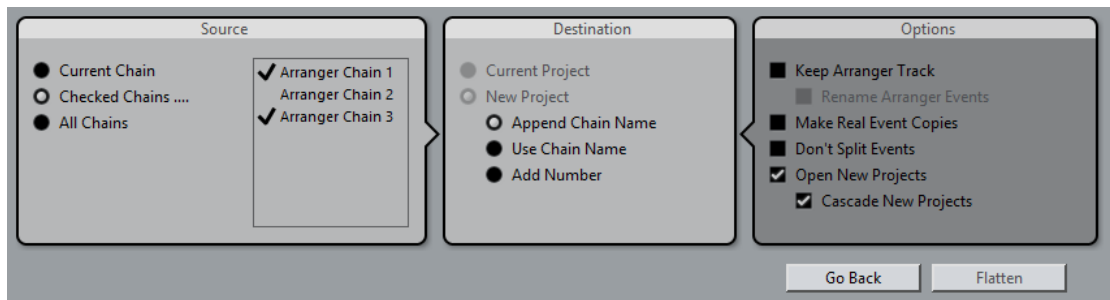 Source
Current Chain
Checked Chains ....
All Chains
Arranger Chain 1
Arranger Chain 2
Arranger Chain 3
Destination
Current Project
New Project
Append Chain Name
Use Chain Name
Add Number
Options
Keep Arranger Track
Rename Arranger Events
Make Real Event Copies
Don't Split Events
Open New Projects
Cascade New Projects
Go Back
Flatten